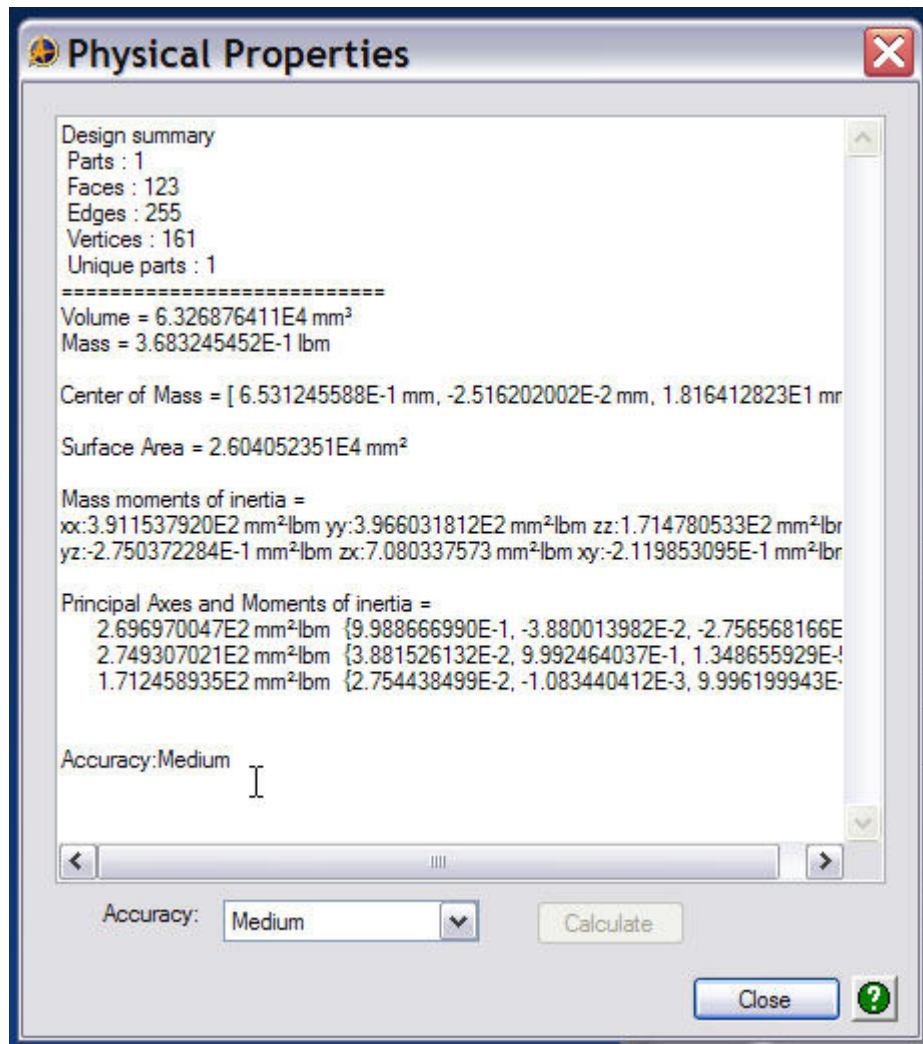 Physical Properties
Design summary
Parts : 1
Faces : 123
Edges : 255
Vertices : 161
Unique parts : 1
===========================
Volume = 6.326876411E4 mm³
Mass = 3.683245452E-1 lbm
Center of Mass = [ 6.531245588E-1 mm, -2.516202002E-2 mm, 1.816412823E1 mm
Surface Area = 2.604052351E4 mm²
Mass moments of inertia =
xx:3.911537920E2 mm²·lbm yy:3.966031812E2 mm²·lbm zz:1.714780533E2 mm²·lbm
yz:-2.750372284E-1 mm²·lbm zx:7.080337573 mm²·lbm xy:-2.119853095E-1 mm²·lbm
Principal Axes and Moments of inertia =
2.696970047E2 mm²·lbm {9.988666990E-1, -3.880013982E-2, -2.756568166E
2.749307021E2 mm²·lbm {3.881526132E-2, 9.992464037E-1, 1.348655929E-5
1.712458935E2 mm²·lbm {2.754438499E-2, -1.083440412E-3, 9.996199943E-
Accuracy:Medium
Accuracy: Medium Calculate
Close ?